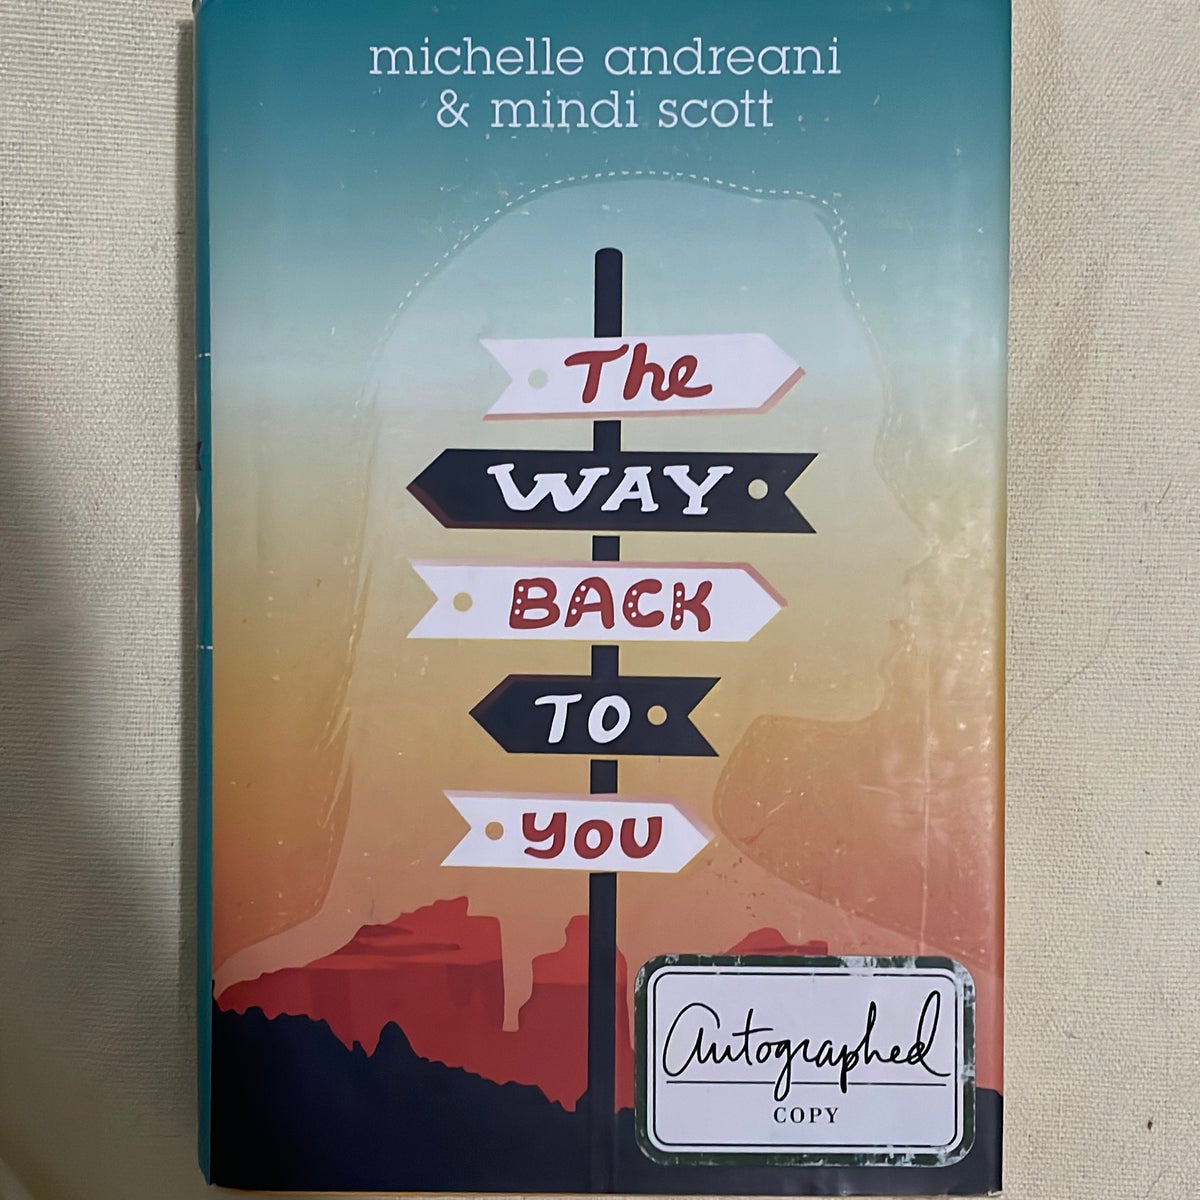 michelle andreani
& mindi scott
The
WAY
BACK
TO
YOU
Autographed
COPY